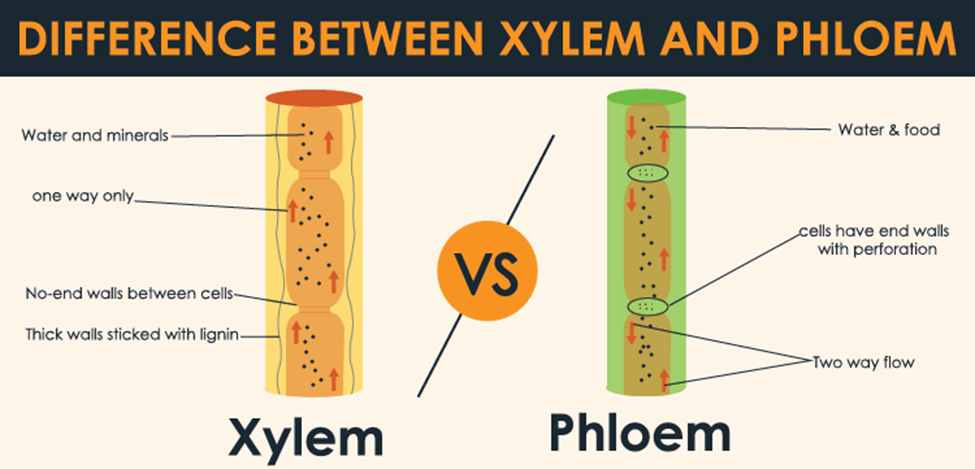 DIFFERENCE BETWEEN XYLEM AND PHLOEM
Water and minerals
one way only
No-end walls between cells
Thick walls sticked with lignin
Xylem
VS
Water & food
cells have end walls
with perforation
Two way flow
Phloem